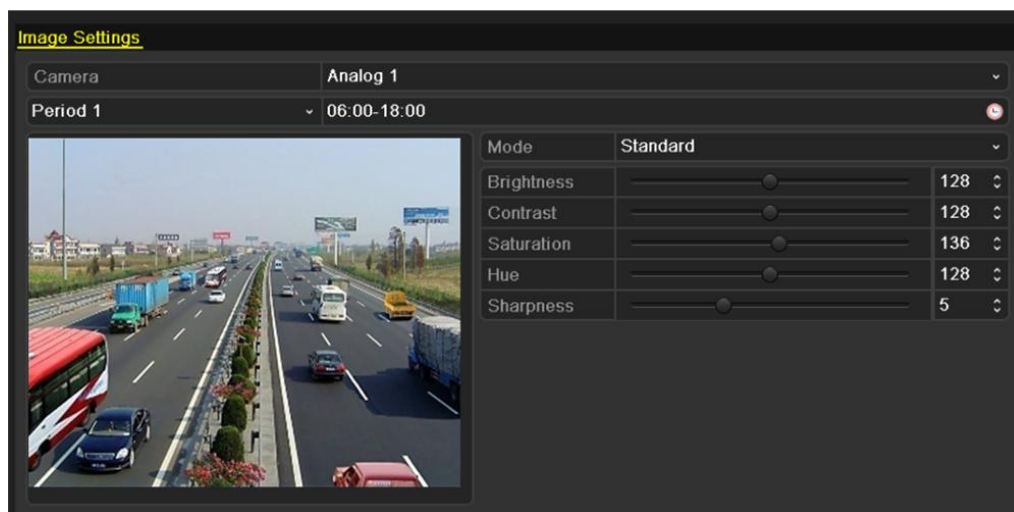 Image Settings
Camera Analog 1
Period 1 06:00-18:00
Mode Standard
Brightness 128
Contrast 128
Saturation 136
Hue 128
Sharpness 5